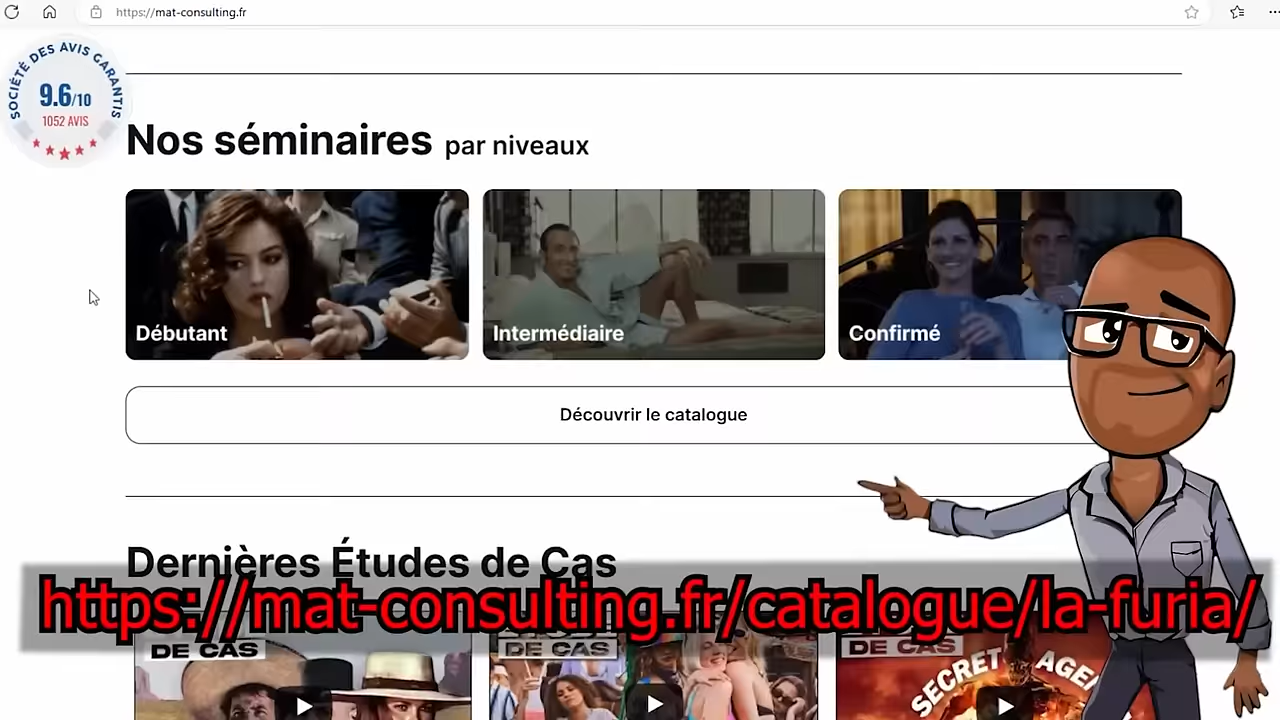 https://mat-consulting.fr
SOCIÉTÉ DES AVIS GARANTIS
9.6/10
1052 AVIS
Nos séminaires par niveaux
Débutant
Intermédiaire
Confirmé
Découvrir le catalogue
Dernières Études de Cas
https://mat-consulting.fr/catalogue/la-furia/
DE CAS
DE CAS
DE CAS
SECRET AGEN